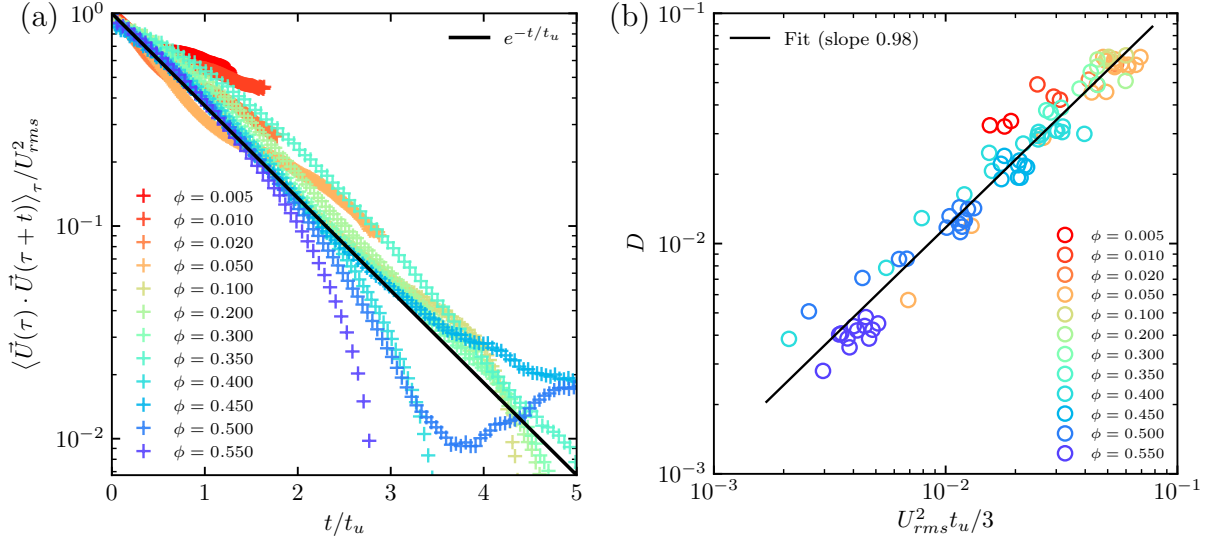 (a)
10^0
10^{-1}
10^{-2}
⟨\vec{U}(τ) · \vec{U}(τ + t)⟩_τ / U^2_{rms}
e^{-t/t_u}
ϕ = 0.005
ϕ = 0.010
ϕ = 0.020
ϕ = 0.050
ϕ = 0.100
ϕ = 0.200
ϕ = 0.300
ϕ = 0.350
ϕ = 0.400
ϕ = 0.450
ϕ = 0.500
ϕ = 0.550
0 1 2 3 4 5
t/t_u
(b)
10^{-1}
10^{-2}
10^{-3}
D
Fit (slope 0.98)
ϕ = 0.005
ϕ = 0.010
ϕ = 0.020
ϕ = 0.050
ϕ = 0.100
ϕ = 0.200
ϕ = 0.300
ϕ = 0.350
ϕ = 0.400
ϕ = 0.450
ϕ = 0.500
ϕ = 0.550
10^{-3} 10^{-2} 10^{-1}
U^2_{rms} t_u/3